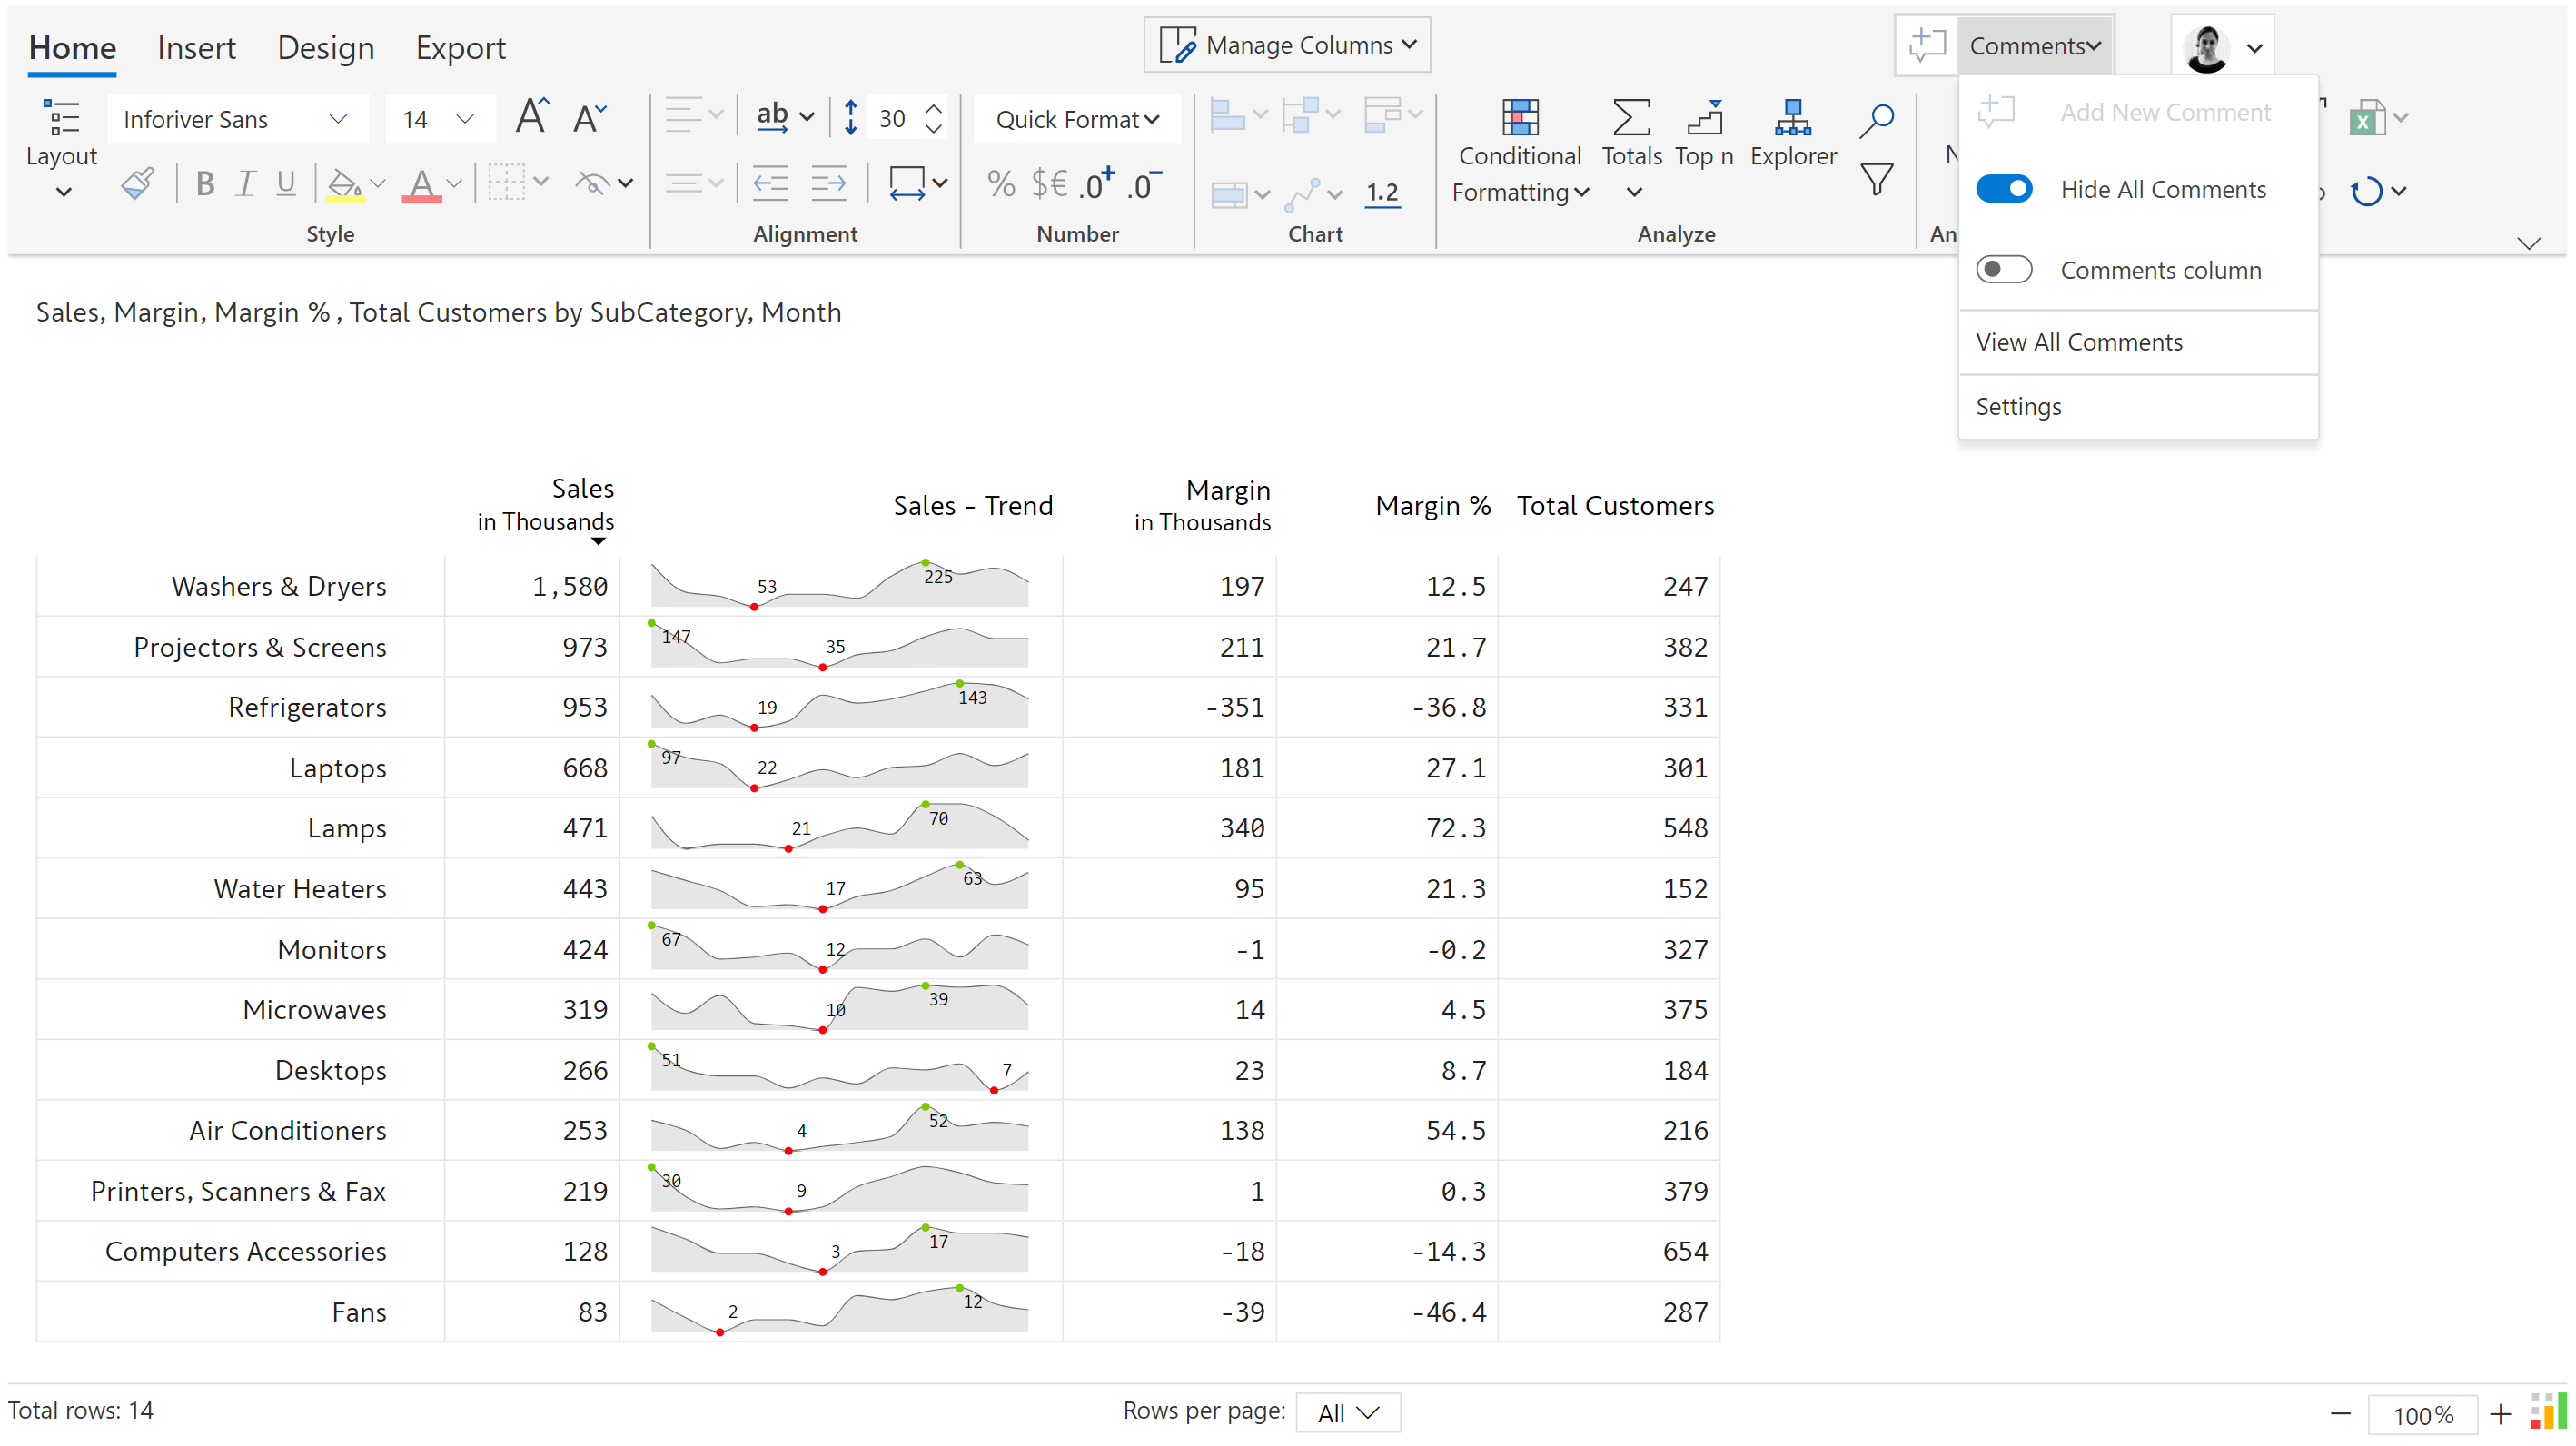 Home Insert Design Export
Manage Columns
Comments
Layout
Inforiver Sans
14
ab
30
Quick Format
B I U
% $€ .0+ .0-
1.2
Conditional Formatting
Totals
Top n
Explorer
Style
Alignment
Number
Chart
Analyze
An
Add New Comment
Hide All Comments
Comments column
View All Comments
Settings
Sales, Margin, Margin % , Total Customers by SubCategory, Month
Sales in Thousands
Sales - Trend
Margin in Thousands
Margin %
Total Customers
Washers & Dryers 1,580 53 225 197 12.5 247
Projectors & Screens 973 147 35 211 21.7 382
Refrigerators 953 19 143 -351 -36.8 331
Laptops 668 97 22 181 27.1 301
Lamps 471 21 70 340 72.3 548
Water Heaters 443 17 63 95 21.3 152
Monitors 424 67 12 -1 -0.2 327
Microwaves 319 10 39 14 4.5 375
Desktops 266 51 7 23 8.7 184
Air Conditioners 253 4 52 138 54.5 216
Printers, Scanners & Fax 219 30 9 1 0.3 379
Computers Accessories 128 3 17 -18 -14.3 654
Fans 83 2 12 -39 -46.4 287
Total rows: 14
Rows per page: All
100%